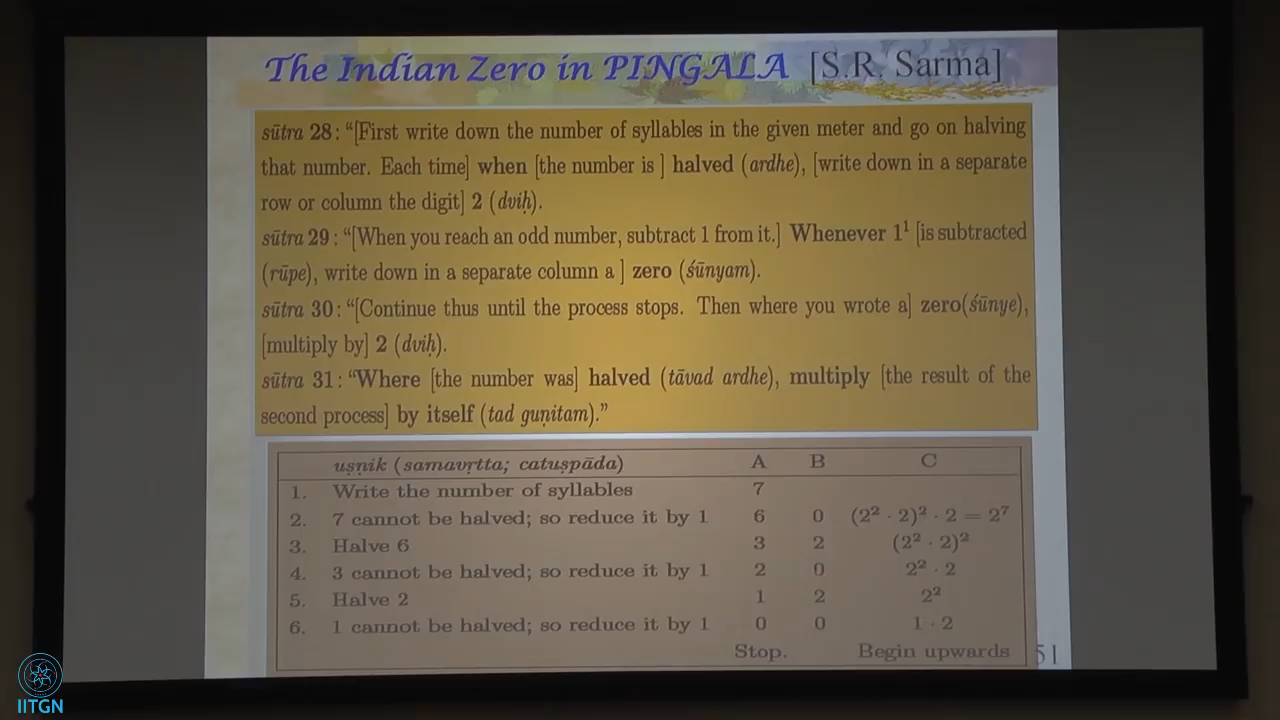 The Indian Zero in PINGALA [S.R. Sarma]
sūtra 28: “[First write down the number of syllables in the given meter and go on halving
that number. Each time] when [the number is ] halved (ardhe), [write down in a separate
row or column the digit] 2 (dviḥ).
sūtra 29: “[When you reach an odd number, subtract 1 from it.] Whenever 1¹ [is subtracted
(rūpe), write down in a separate column a ] zero (śūnyam).
sūtra 30: “[Continue thus until the process stops. Then where you wrote a] zero(śūnye),
[multiply by] 2 (dviḥ).
sūtra 31: “Where [the number was] halved (tāvad ardhe), multiply [the result of the
second process] by itself (tad guṇitam).”
uṣṇik (samavṛtta; catuṣpāda) A B C
1. Write the number of syllables 7
2. 7 cannot be halved; so reduce it by 1 6 0 (2² · 2)² · 2 = 2⁷
3. Halve 6 3 2 (2² · 2)²
4. 3 cannot be halved; so reduce it by 1 2 0 2² · 2
5. Halve 2 1 2 2²
6. 1 cannot be halved; so reduce it by 1 0 0 1 · 2
Stop. Begin upwards
51
IITGN